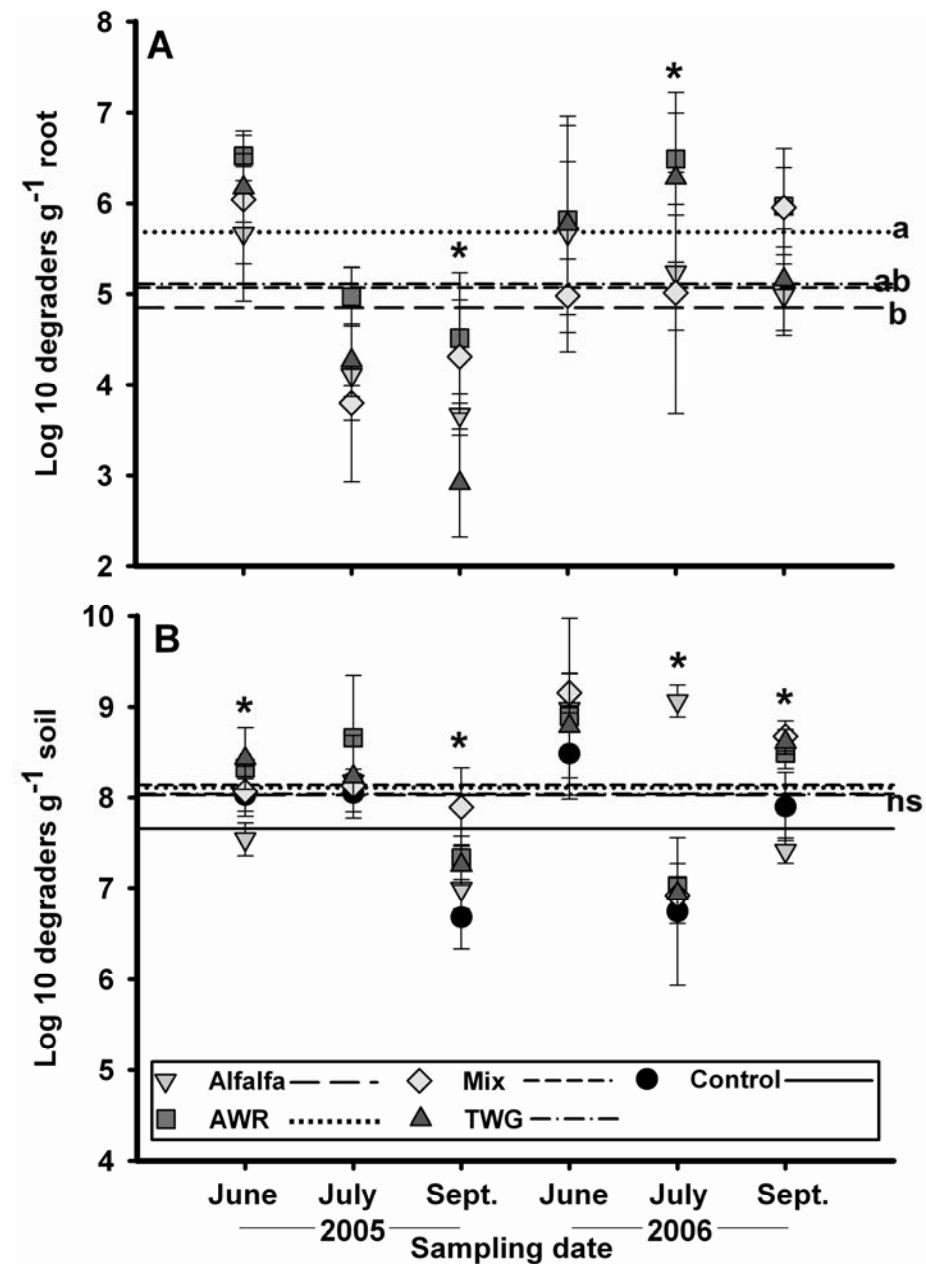 A
Log 10 degraders g-1 root
8
7
6
5
4
3
2
*
*
a
ab
b
B
Log 10 degraders g-1 soil
10
9
8
7
6
5
4
*
*
*
*
ns
Alfalfa Mix Control
AWR TWG
June July Sept. June July Sept.
2005 2006
Sampling date